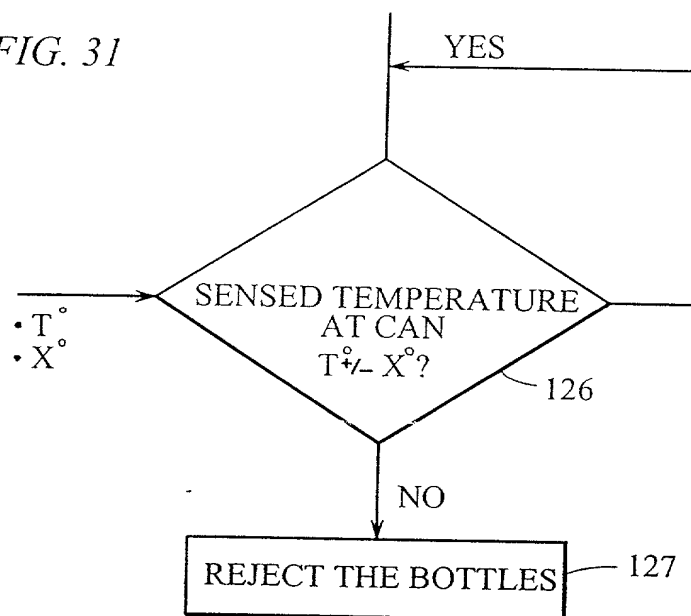 FIG. 31
YES
SENSED TEMPERATURE
AT CAN
T°+/- X°?
• T°
• X°
126
NO
REJECT THE BOTTLES
127